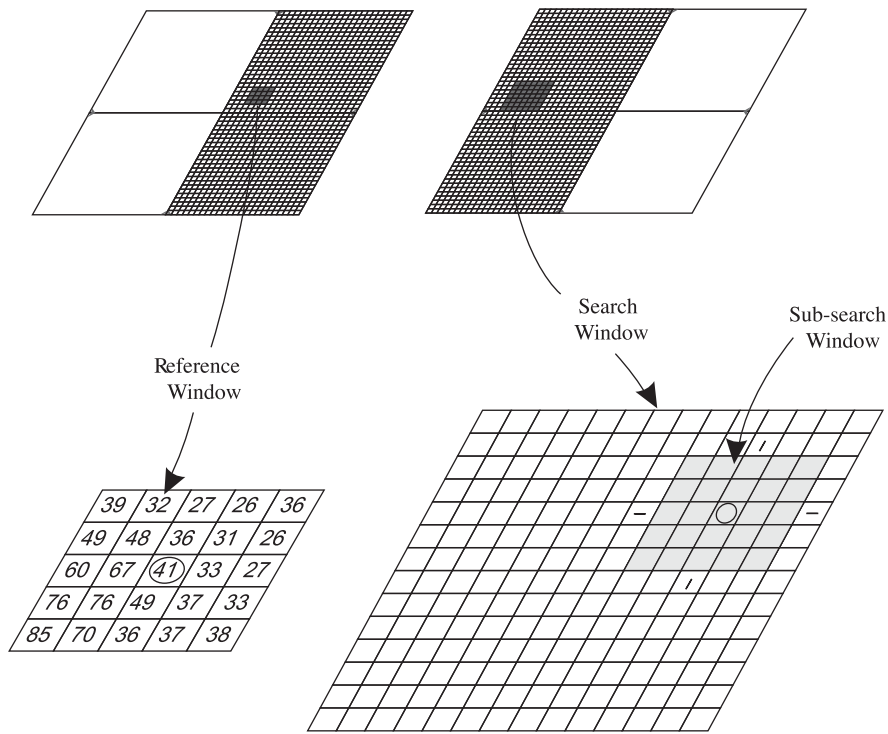 Search
Window
Sub-search
Window
Reference
Window
39 32 27 26 36
49 48 36 31 26
60 67 41 33 27
76 76 49 37 33
85 70 36 37 38